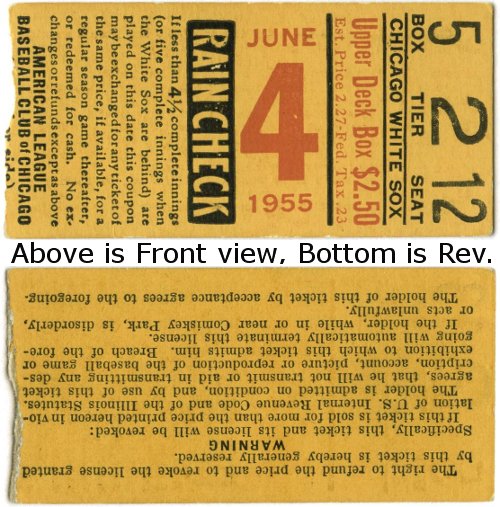 5 2 12
BOX TIER SEAT
CHICAGO WHITE SOX
Upper Deck Box $2.50
Est. Price 2.27-Fed. Tax .23
JUNE
4
1955
RAIN CHECK
If less than 4½ complete innings
(or five complete innings when
the White Sox are behind) are
played on this date this coupon
may be exchanged for any ticket of
the same price, if available, for a
regular season game thereafter,
or redeemed for cash. No ex-
changes or refunds except as above
AMERICAN LEAGUE
BASEBALL CLUB of CHICAGO
side)
Above is Front view, Bottom is Rev.
The right to refund the price and to revoke the license granted
by this ticket is hereby generally reserved.
WARNING
Specifically, this ticket and its license will be revoked:
If this ticket is sold for more than the price printed hereon in vio-
lation of U.S. Internal Revenue Code and/of the Illinois Statutes.
The holder is admitted on condition, and by use of this ticket
agrees, that he will not transmit or aid in transmitting any des-
cription, account, picture or reproduction of the baseball game or
exhibition to which this ticket admits him. Breach of the fore-
going will automatically terminate this license.
If the holder, while in or near Comiskey Park, is disorderly,
or acts unlawfully.
The holder of this ticket by acceptance agrees to the foregoing